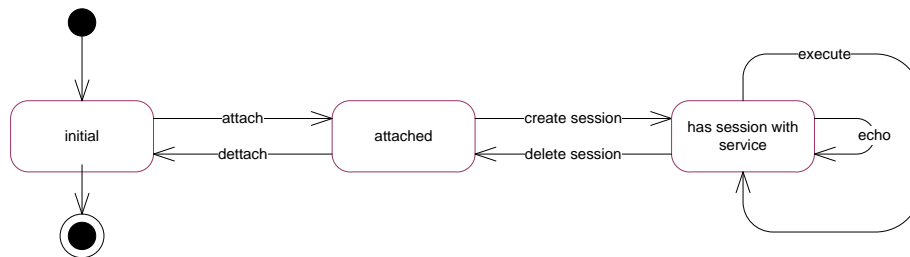 execute
initial
attach
dettach
attached
create session
delete session
has session with
service
echo